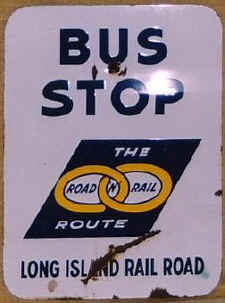 BUS
STOP
THE
ROAD 'N' RAIL
ROUTE
LONG ISLAND RAIL ROAD